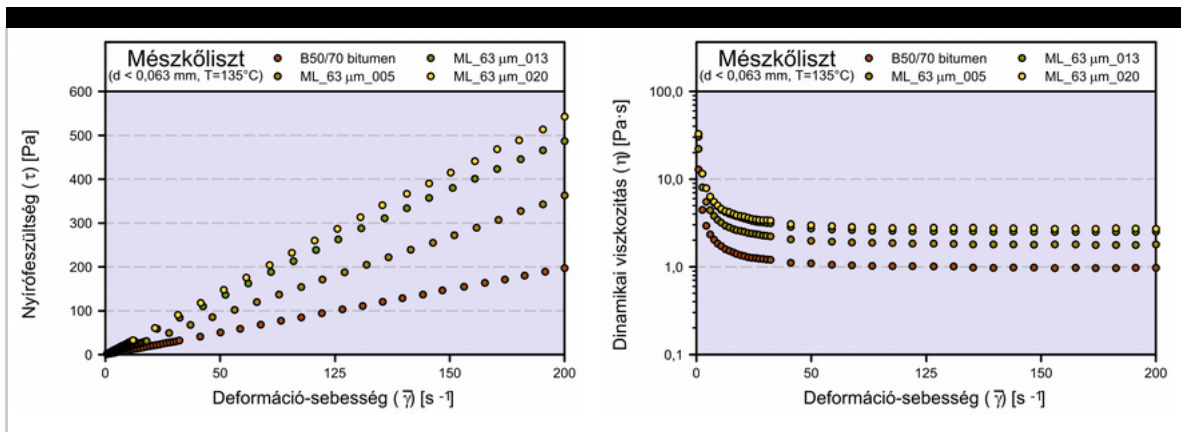 Mészkőliszt
(d < 0,063 mm, T=135°C)
B50/70 bitumen
ML_63 μm_005
ML_63 μm_013
ML_63 μm_020
Nyírófeszültség (τ) [Pa]
600
500
400
300
200
100
0
0
50
125
150
200
Deformáció-sebesség (γ̅) [s -1]
Mészkőliszt
(d < 0,063 mm, T=135°C)
B50/70 bitumen
ML_63 μm_005
ML_63 μm_013
ML_63 μm_020
Dinamikai viszkozitás (η) [Pa·s]
100,0
10,0
1,0
0,1
0
50
125
150
200
Deformáció-sebesség (γ̅) [s -1]